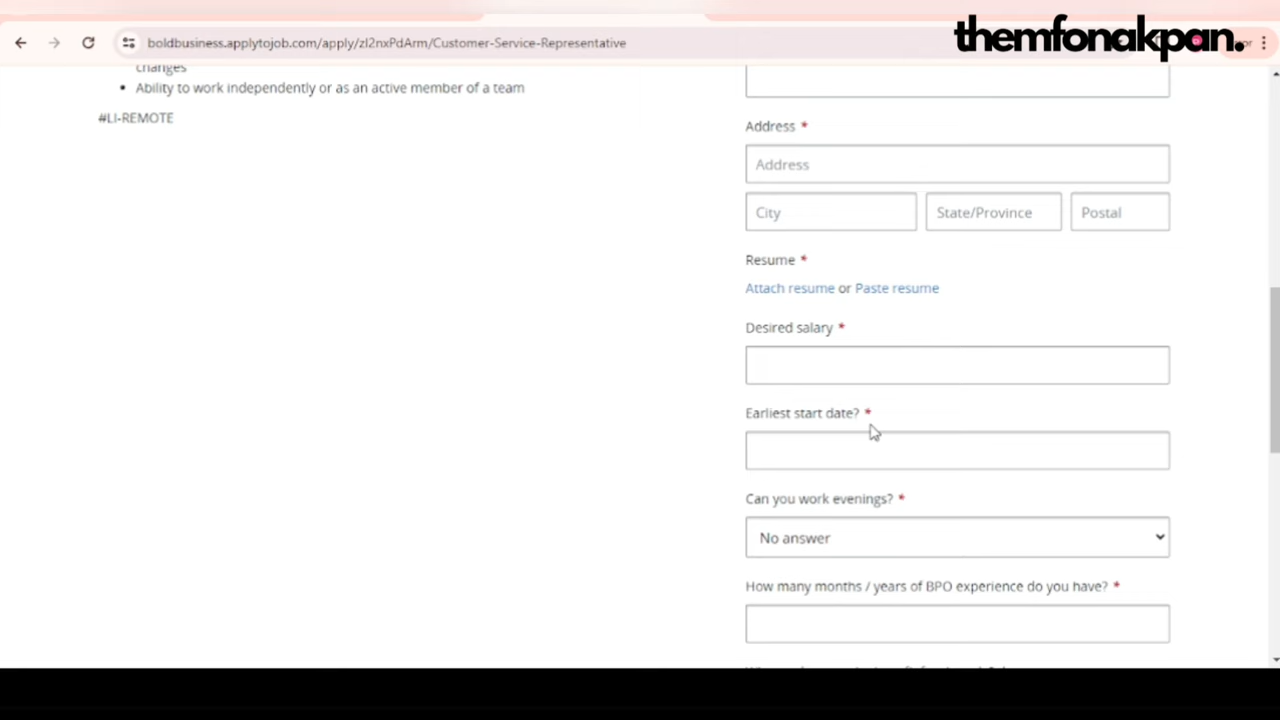 boldbusiness.applytojob.com/apply/zl2nxPdArm/Customer-Service-Representative
themfonakpan.
changes
• Ability to work independently or as an active member of a team
#LI-REMOTE
Address *
Address
City
State/Province
Postal
Resume *
Attach resume or Paste resume
Desired salary *
Earliest start date? *
Can you work evenings? *
No answer
How many months / years of BPO experience do you have? *